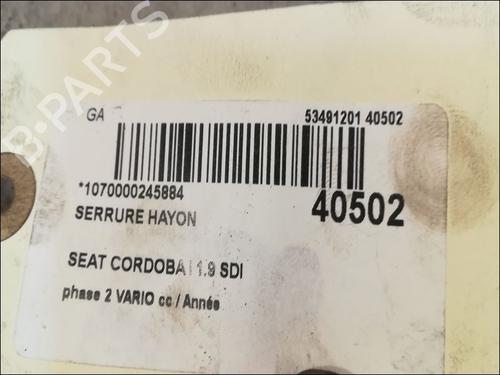 B-PARTS
GA 53491201 40502
*1070000245884
40502
SERRURE HAYON
SEAT CORDOBA I 1.9 SDI
phase 2 VARIO cc / Année